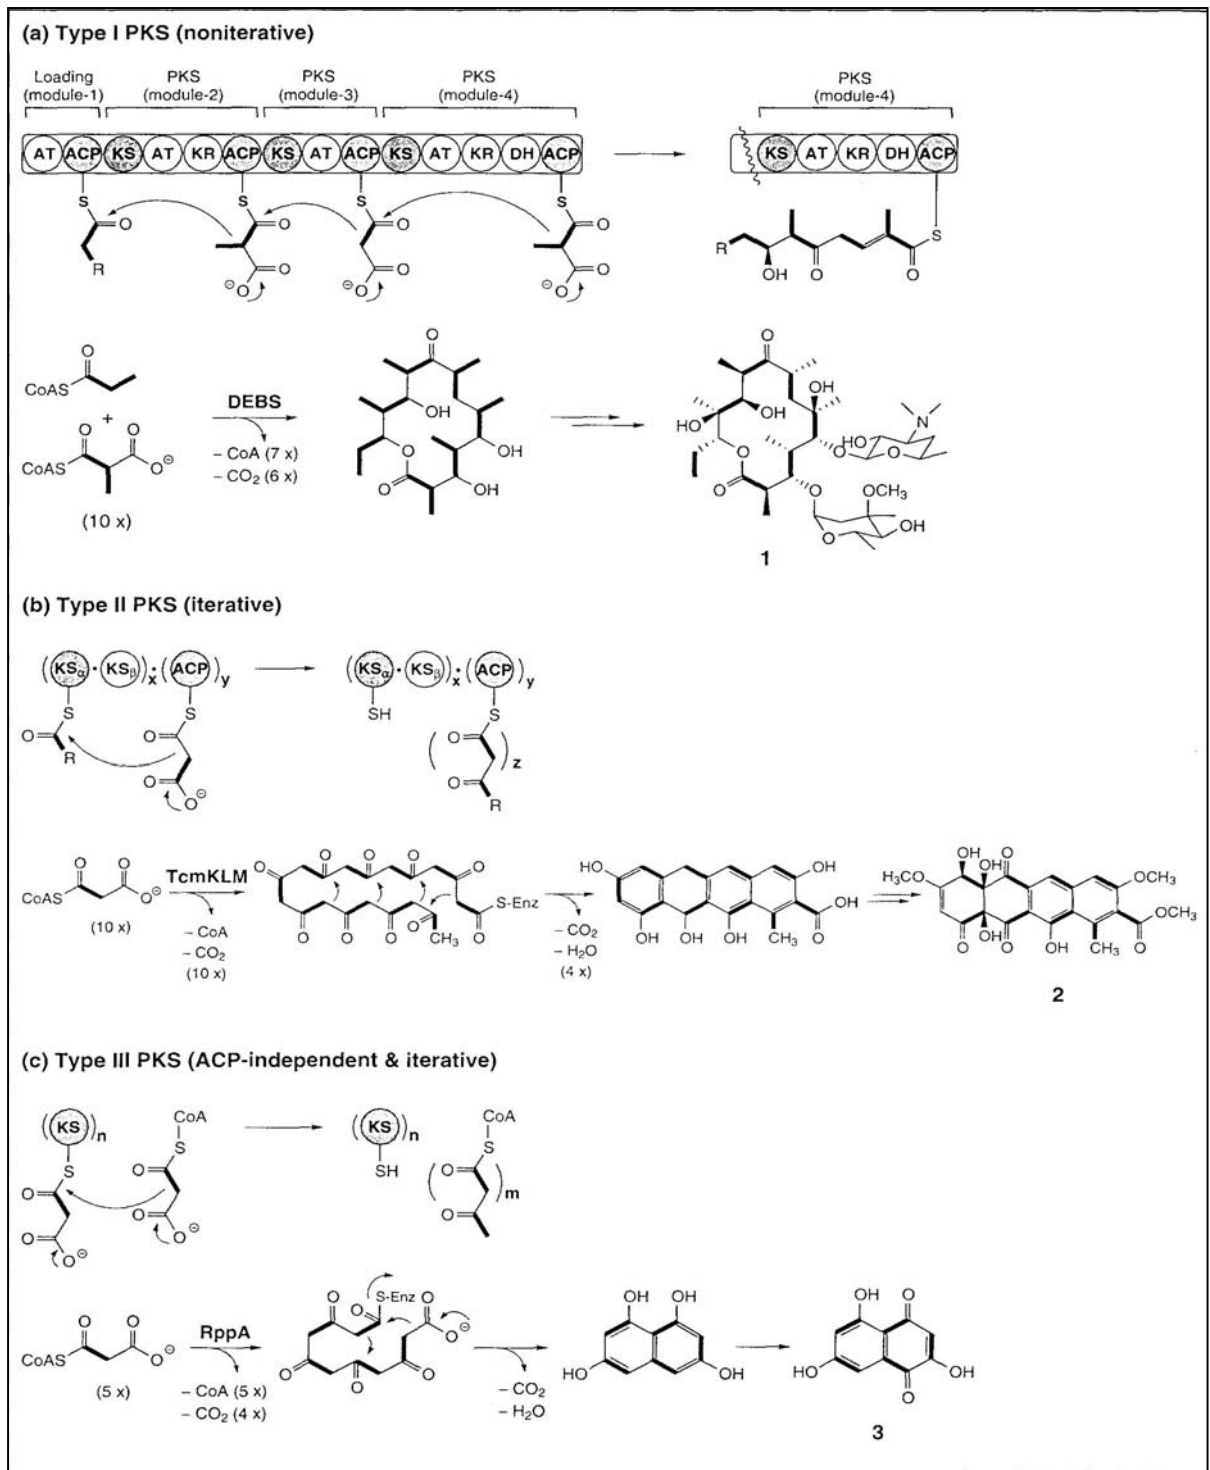 (a) Type I PKS (noniterative)
Loading PKS PKS PKS PKS
(module-1) (module-2) (module-3) (module-4) (module-4)
AT ACP KS AT KR ACP KS AT ACP KS AT KR DH ACP KS AT KR DH ACP
S S S S S
O O O O
R O O O R
⊖O ⊖O ⊖O OH O O
O
CoAS
+
O O
CoAS O⊖
(10 x)
DEBS
– CoA (7 x)
– CO2 (6 x)
O
OH
O OH
O OH
O
OH
HO OH
O
O
HO N
O O
O OCH3
O OH
1
(b) Type II PKS (iterative)
(KSα · KSβ)x · (ACP)y (KSα · KSβ)x · (ACP)y
S S SH S
O O O
R O O z
O⊖ R
O O
CoAS O⊖
(10 x)
TcmKLM
– CoA
– CO2
(10 x)
O O O O O
S-Enz
O O O O O
CH3
– CO2
– H2O
(4 x)
HO OH
OH
OH OH OH CH3 O
OH OH O
H3CO OCH3
OCH3
O OH O OH CH3 O
2
(c) Type III PKS (ACP-independent & iterative)
CoA CoA
(KS)n (KS)n
S S SH S
O O O
O O O m
O⊖ O⊖
O O
CoAS O⊖
(5 x)
RppA
– CoA (5 x)
– CO2 (4 x)
S-Enz
O O O
O⊖
O O O
– CO2
– H2O
OH OH
HO OH
OH O
HO OH
O
3